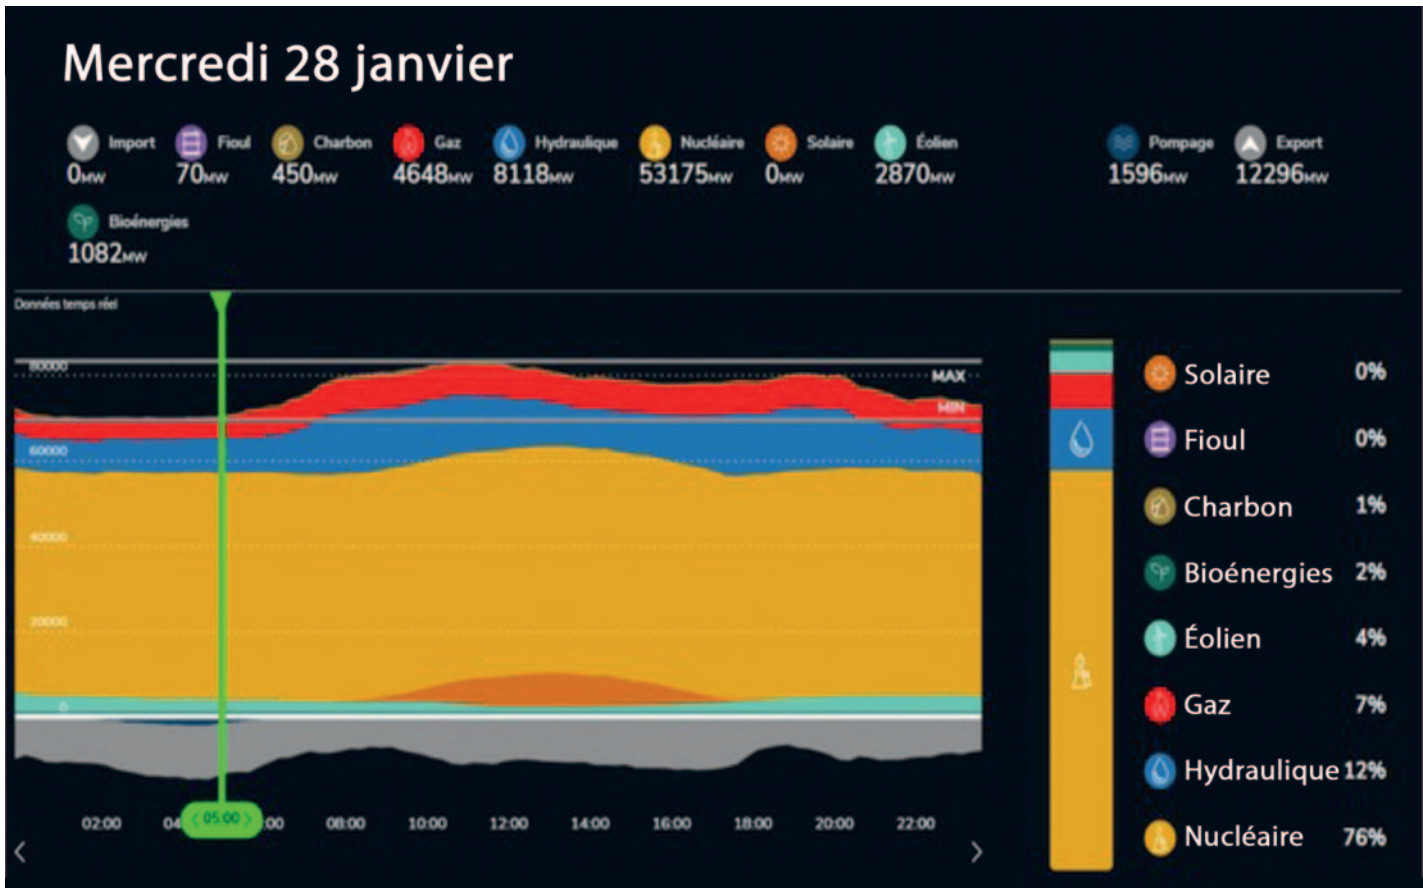 Mercredi 28 janvier
Import Fioul Charbon Gaz Hydraulique Nucléaire Solaire Éolien Pompage Export
0MW 70MW 450MW 4648MW 8118MW 53175MW 0MW 2870MW 1596MW 12296MW
Bioénergies
1082MW
Données temps réel
80000
MAX
MIN
60000
40000
20000
0
02:00 04 05:00 :00 08:00 10:00 12:00 14:00 16:00 18:00 20:00 22:00
Solaire 0%
Fioul 0%
Charbon 1%
Bioénergies 2%
Éolien 4%
Gaz 7%
Hydraulique 12%
Nucléaire 76%